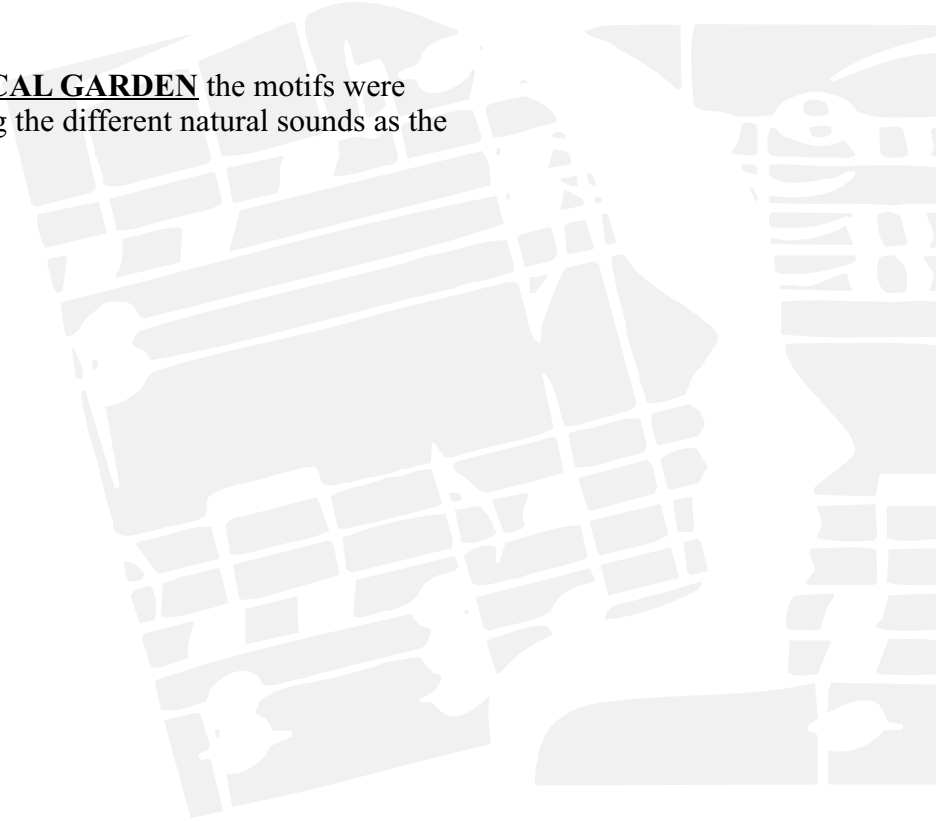 CAL GARDEN the motifs were
the different natural sounds as the